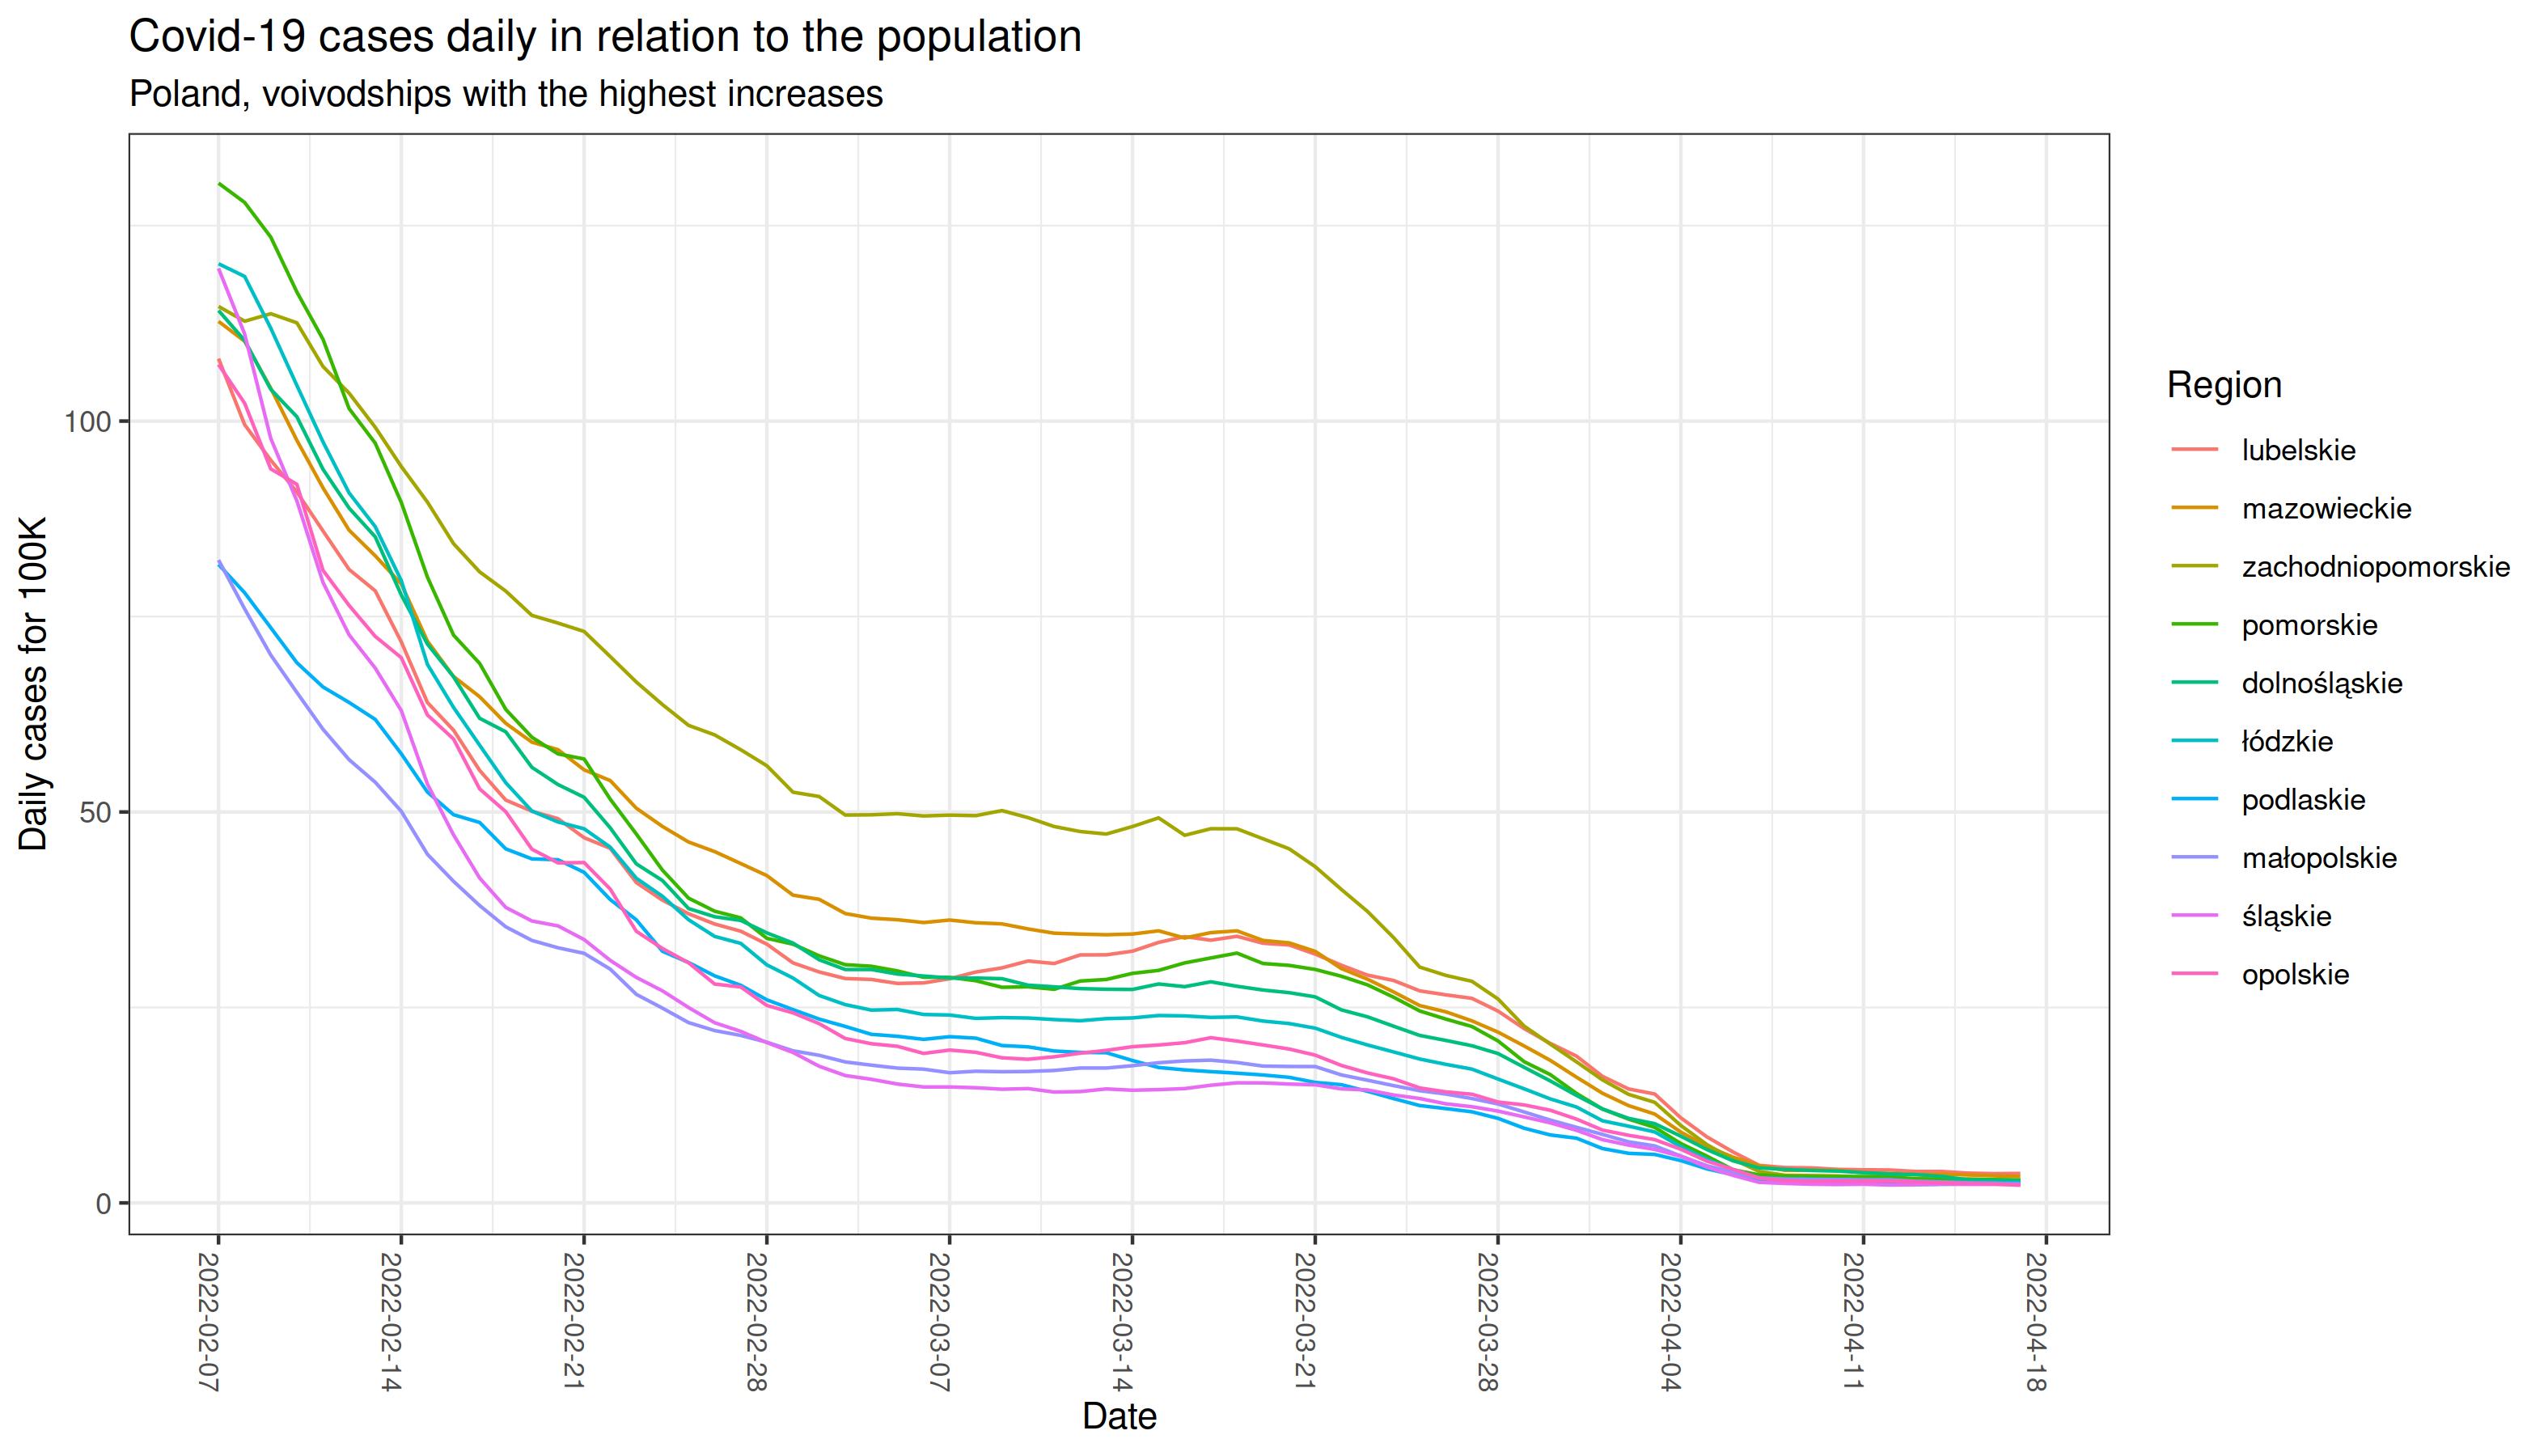 Covid-19 cases daily in relation to the population
Poland, voivodships with the highest increases
Daily cases for 100K
100
50
0
2022-02-07
2022-02-14
2022-02-21
2022-02-28
2022-03-07
2022-03-14
2022-03-21
2022-03-28
2022-04-04
2022-04-11
2022-04-18
Date
Region
lubelskie
mazowieckie
zachodniopomorskie
pomorskie
dolnośląskie
łódzkie
podlaskie
małopolskie
śląskie
opolskie